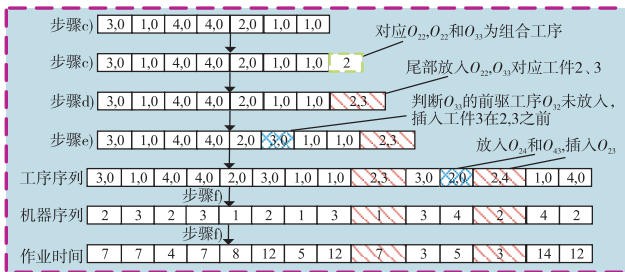 步骤c) 3,0 1,0 4,0 4,0 2,0 1,0 1,0
对应O22,O22和O33为组合工序
步骤c) 3,0 1,0 4,0 4,0 2,0 1,0 1,0 2
尾部放入O22,O33对应工件2、3
步骤d) 3,0 1,0 4,0 4,0 2,0 1,0 1,0 2,3
判断O33的前驱工序O32未放入,
插入工件3在2,3之前
步骤e) 3,0 1,0 4,0 4,0 2,0 3,0 1,0 1,0 2,3
放入O24和O43,插入O23
工序序列 3,0 1,0 4,0 4,0 2,0 3,0 1,0 1,0 2,3 3,0 2,0 2,4 1,0 4,0
步骤f)
机器序列 2 3 2 3 1 2 1 3 1 3 4 2 4 2
步骤f)
作业时间 7 7 4 7 8 12 5 12 7 3 5 3 14 12